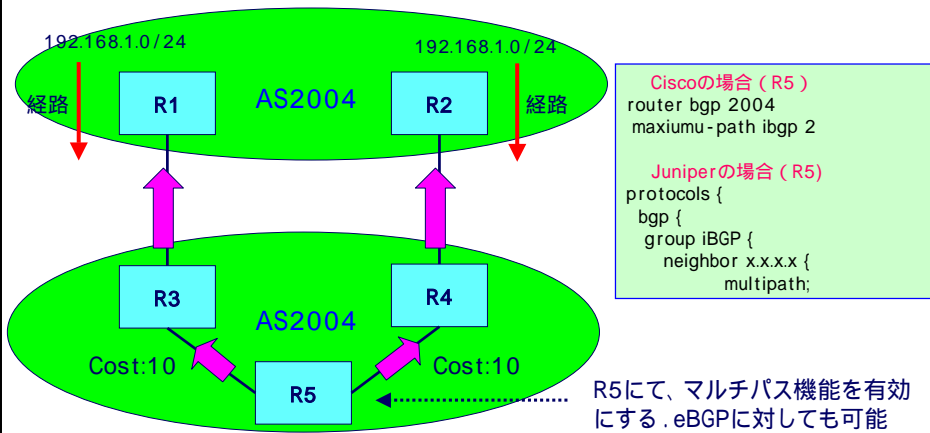 192.168.1.0/24
192.168.1.0/24
経路
R1
AS2004
R2
経路
R3
AS2004
R4
Cost:10
Cost:10
R5
Ciscoの場合（R5）
router bgp 2004
maxiumu-path ibgp 2
Juniperの場合（R5)
protocols {
bgp {
group iBGP {
neighbor x.x.x.x {
multipath;
R5にて、マルチパス機能を有効
にする．eBGPに対しても可能